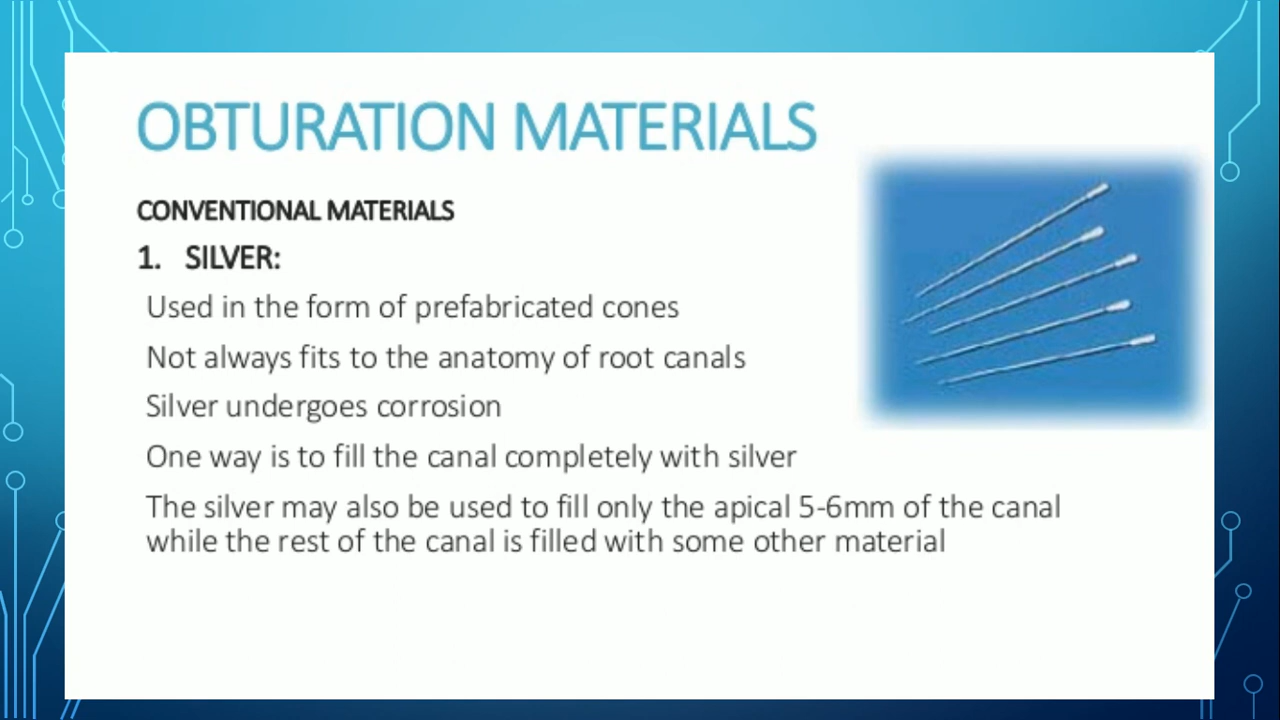 OBTURATION MATERIALS
CONVENTIONAL MATERIALS
1. SILVER:
Used in the form of prefabricated cones
Not always fits to the anatomy of root canals
Silver undergoes corrosion
One way is to fill the canal completely with silver
The silver may also be used to fill only the apical 5-6mm of the canal
while the rest of the canal is filled with some other material